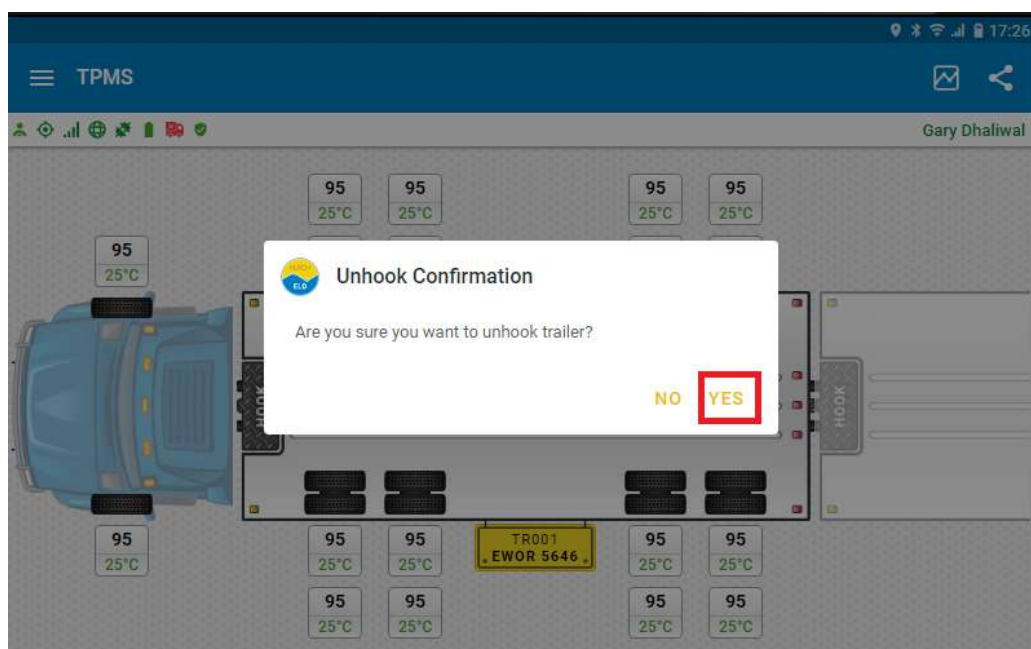 17:26
TPMS
Gary Dhaliwal
95 95 95 95
25°C 25°C 25°C 25°C
95
25°C
ELD
Unhook Confirmation
Are you sure you want to unhook trailer?
NO YES
HOOK
HOOK
95 95 95 TR001 95 95
25°C 25°C 25°C EWOR 5646 25°C 25°C
95 95 95 95
25°C 25°C 25°C 25°C